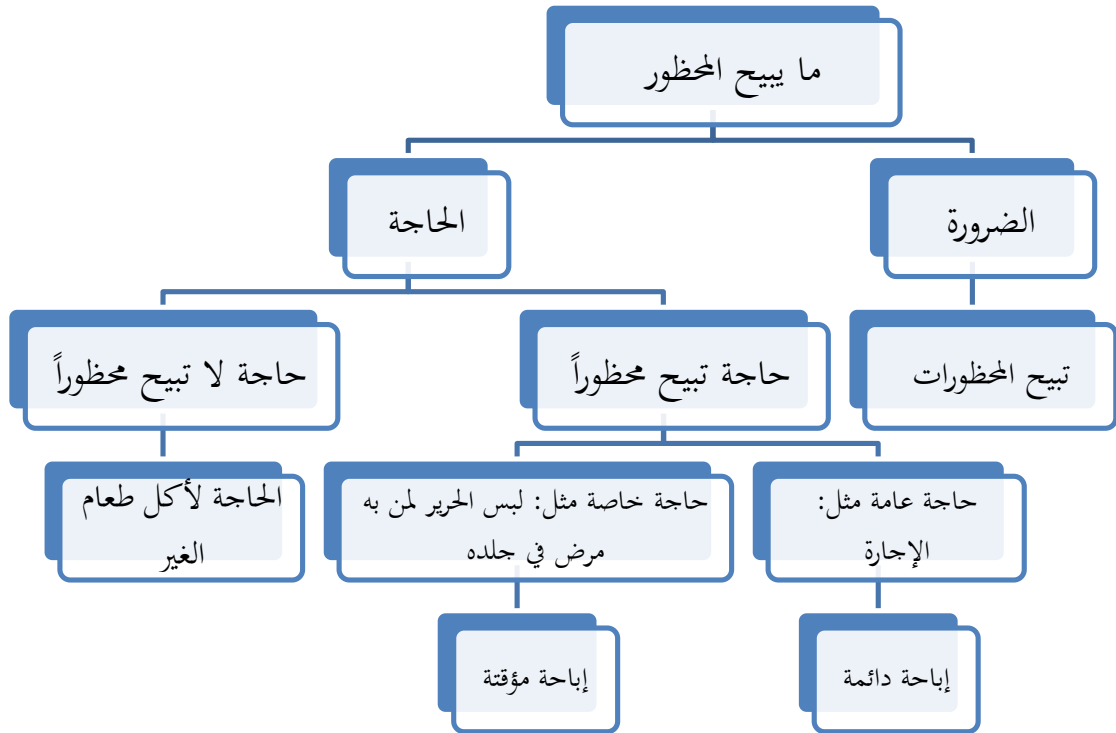 ما يبيح المحظور
الضرورة
الحاجة
تبيح المحظورات
حاجة تبيح محظوراً
حاجة لا تبيح محظوراً
حاجة عامة مثل:
الإجارة
حاجة خاصة مثل: لبس الحرير لمن به
مرض في جلده
الحاجة لأكل طعام
الغير
إباحة دائمة
إباحة مؤقتة